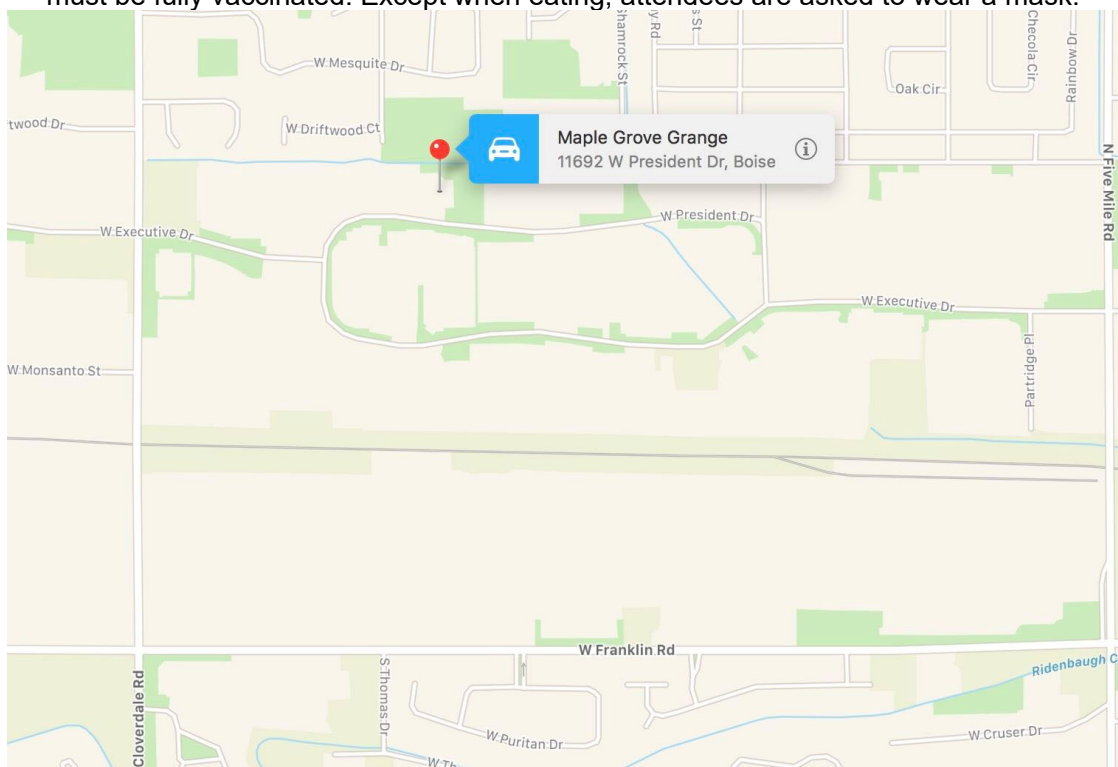 must be fully vaccinated. Except when eating, attendees are asked to wear a mask.
W Mesquite Dr
Oak Cir
Checola Cir
Rainbow Dr
Shamrock St
y Rd
s St
twood Dr
W Driftwood Ct
Maple Grove Grange
11692 W President Dr, Boise
N Five Mile Rd
W Executive Dr
W President Dr
W Executive Dr
W Monsanto St
Partridge Pl
W Franklin Rd
Ridenbaugh C
Cloverdale Rd
S Thomas Dr
W Puritan Dr
W Cruser Dr
W Th